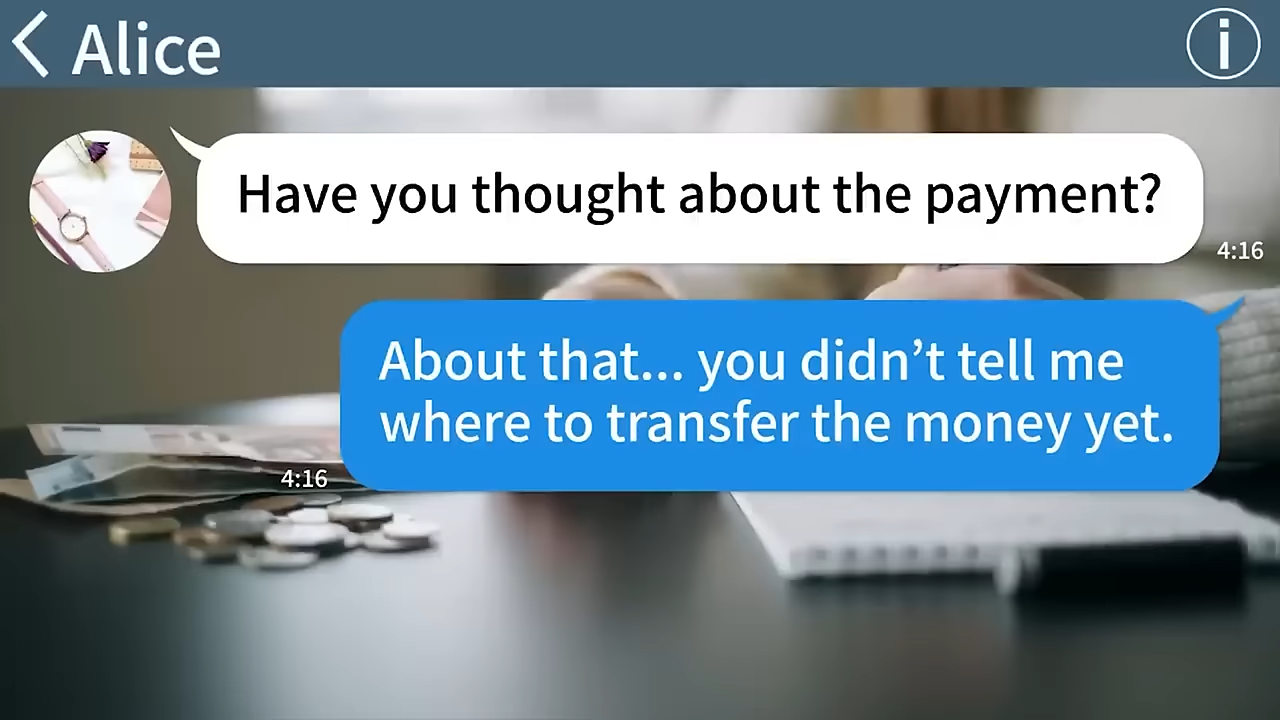 Alice
Have you thought about the payment?
4:16
About that... you didn’t tell me
where to transfer the money yet.
4:16